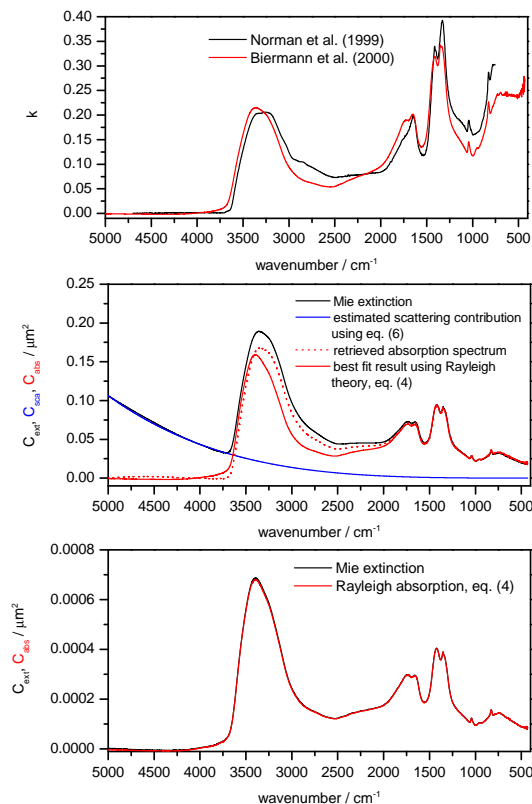 0.40
0.35
0.30
0.25
0.20
0.15
0.10
0.05
0.00
k
Norman et al. (1999)
Biermann et al. (2000)
5000 4500 4000 3500 3000 2500 2000 1500 1000 500
wavenumber / cm-1
0.25
0.20
0.15
0.10
0.05
0.00
Cext, Csca, Cabs / μm2
Mie extinction
estimated scattering contribution
using eq. (6)
retrieved absorption spectrum
best fit result using Rayleigh
theory, eq. (4)
5000 4500 4000 3500 3000 2500 2000 1500 1000 500
wavenumber / cm-1
0.0008
0.0006
0.0004
0.0002
0.0000
Cext, Cabs / μm2
Mie extinction
Rayleigh absorption, eq. (4)
5000 4500 4000 3500 3000 2500 2000 1500 1000 500
wavenumber / cm-1